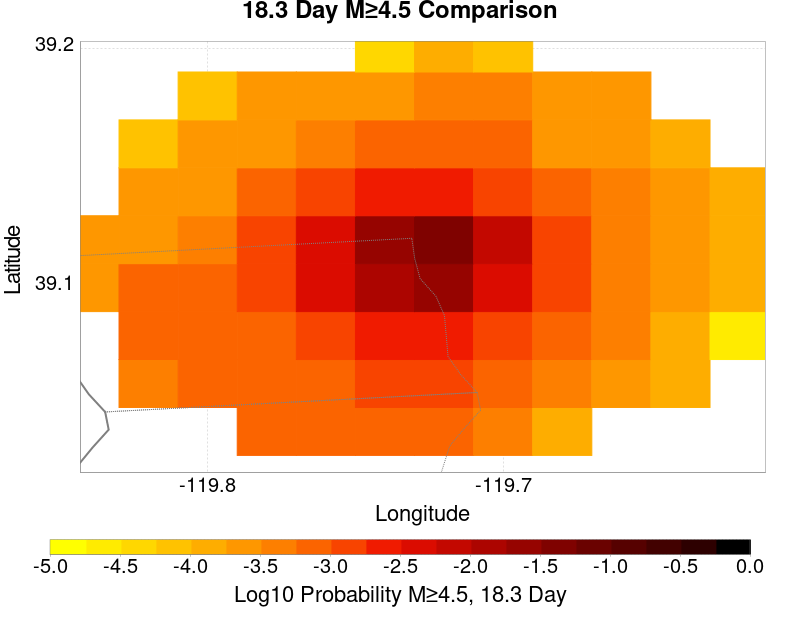 18.3 Day M≥4.5 Comparison
39.2
39.1
Latitude
-119.8 -119.7
Longitude
-5.0 -4.5 -4.0 -3.5 -3.0 -2.5 -2.0 -1.5 -1.0 -0.5 0.0
Log10 Probability M≥4.5, 18.3 Day